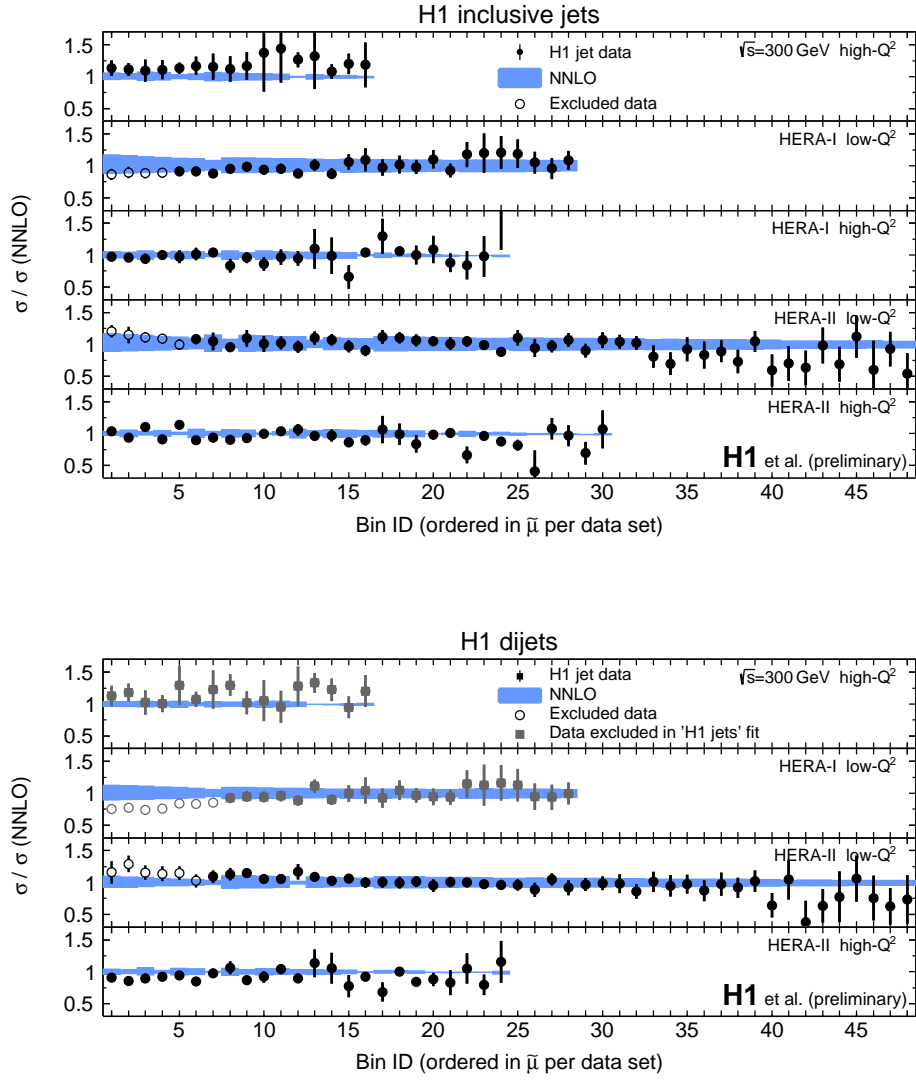 H1 inclusive jets
1.5
1
0.5
H1 jet data
NNLO
Excluded data
√s=300 GeV high-Q²
1.5
1
0.5
HERA-I low-Q²
1.5
1
0.5
HERA-I high-Q²
1.5
1
0.5
HERA-II low-Q²
1.5
1
0.5
HERA-II high-Q²
H1 et al. (preliminary)
σ / σ (NNLO)
5 10 15 20 25 30 35 40 45
Bin ID (ordered in μ̃ per data set)
H1 dijets
1.5
1
0.5
H1 jet data
NNLO
Excluded data
Data excluded in 'H1 jets' fit
√s=300 GeV high-Q²
1.5
1
0.5
HERA-I low-Q²
1.5
1
0.5
HERA-II low-Q²
1.5
1
0.5
HERA-II high-Q²
H1 et al. (preliminary)
σ / σ (NNLO)
5 10 15 20 25 30 35 40 45
Bin ID (ordered in μ̃ per data set)